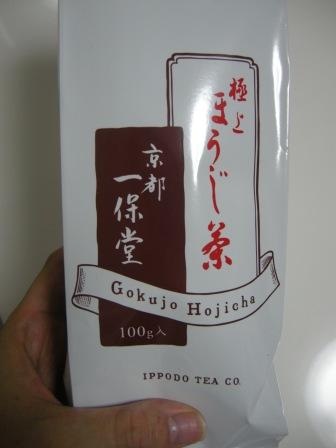 極上
ほうじ茶
京都
一保堂
Gokujo Hojicha
100g入
IPPODO TEA CO.